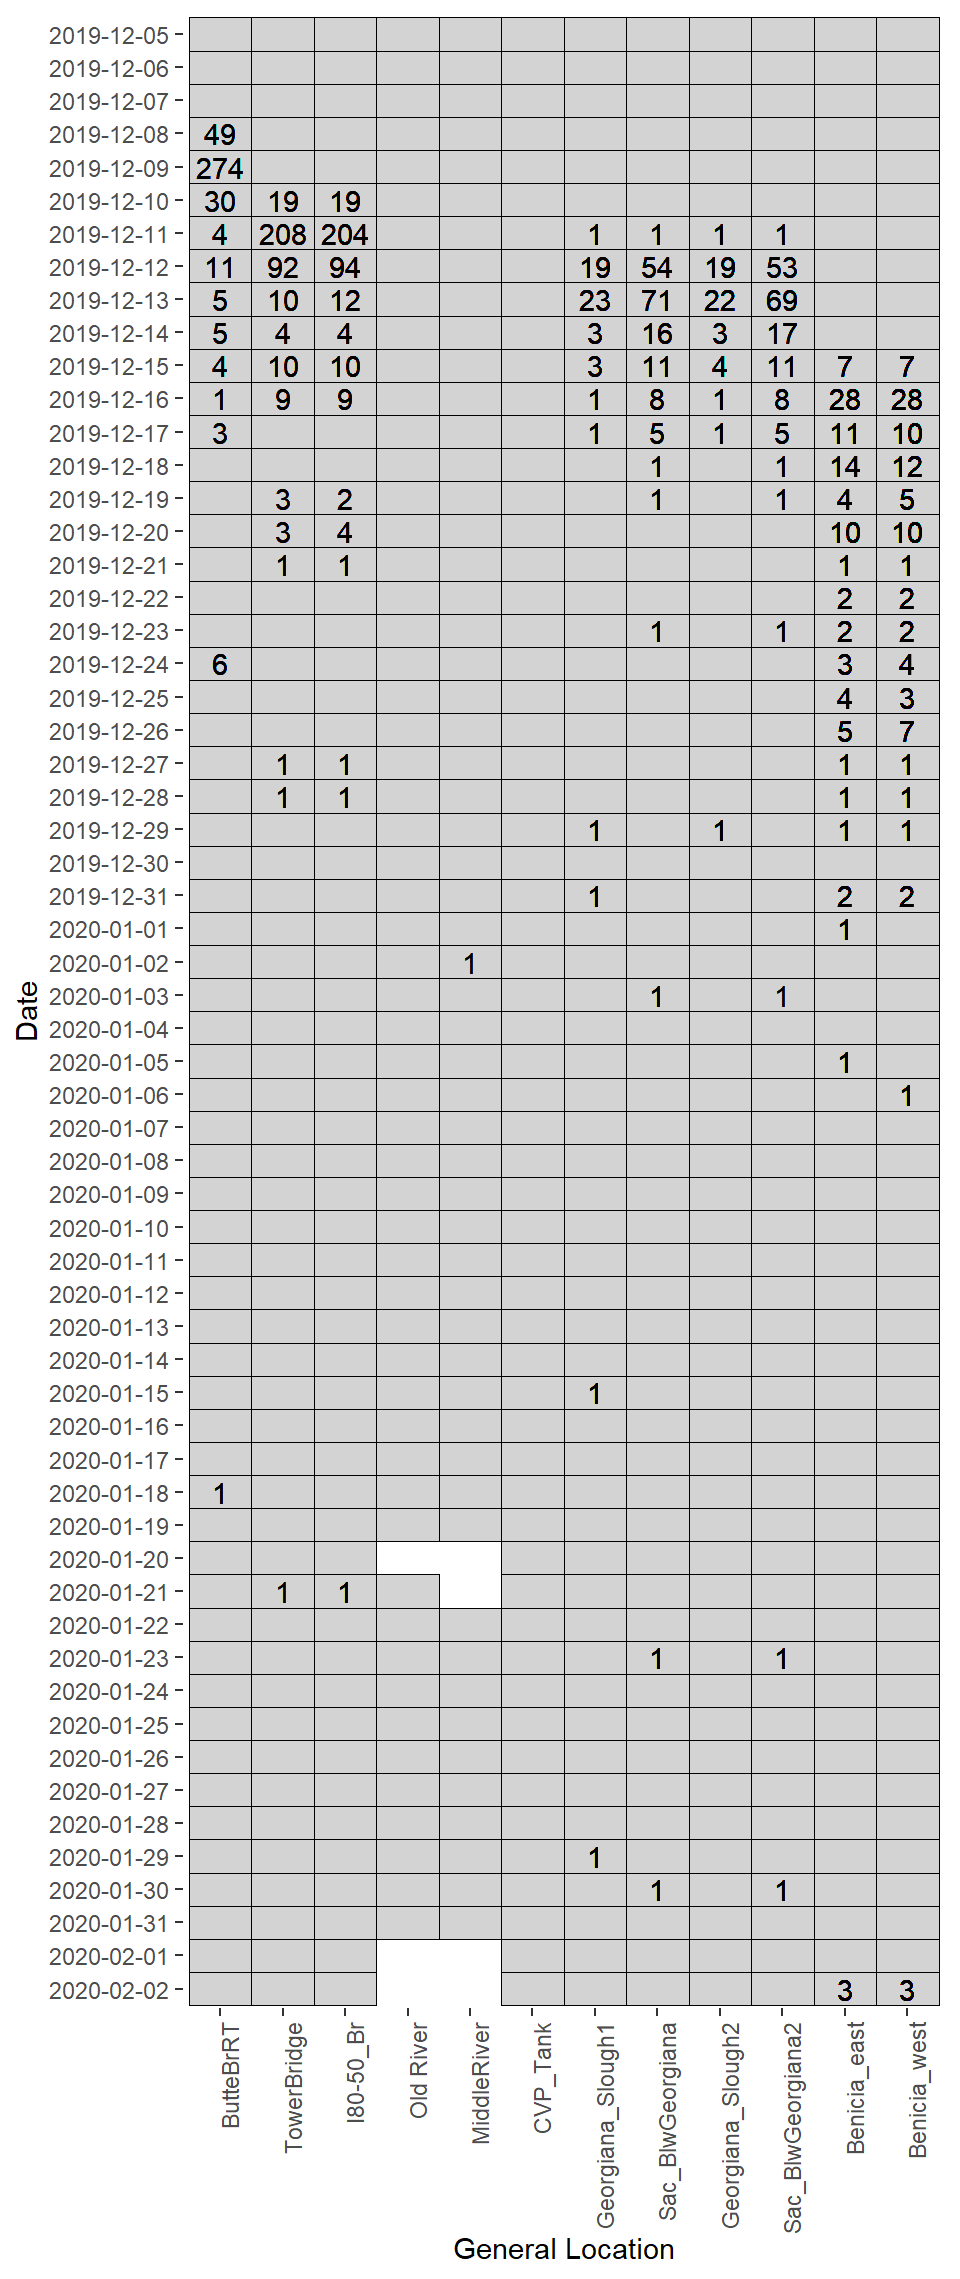 2019-12-05
2019-12-06
2019-12-07
2019-12-08 49
2019-12-09 274
2019-12-10 30 19 19
2019-12-11 4 208 204 1 1 1 1
2019-12-12 11 92 94 19 54 19 53
2019-12-13 5 10 12 23 71 22 69
2019-12-14 5 4 4 3 16 3 17
2019-12-15 4 10 10 3 11 4 11 7 7
2019-12-16 1 9 9 1 8 1 8 28 28
2019-12-17 3 1 5 1 5 11 10
2019-12-18 1 1 14 12
2019-12-19 3 2 1 1 4 5
2019-12-20 3 4 10 10
2019-12-21 1 1 1 1
2019-12-22 2 2
2019-12-23 1 1 2 2
2019-12-24 6 3 4
2019-12-25 4 3
2019-12-26 5 7
2019-12-27 1 1 1 1
2019-12-28 1 1 1 1
2019-12-29 1 1 1 1
2019-12-30
2019-12-31 1 2 2
2020-01-01 1
2020-01-02 1
2020-01-03 1 1
2020-01-04
2020-01-05 1
2020-01-06 1
2020-01-07
2020-01-08
2020-01-09
2020-01-10
2020-01-11
2020-01-12
2020-01-13
2020-01-14
2020-01-15 1
2020-01-16
2020-01-17
2020-01-18 1
2020-01-19
2020-01-20
2020-01-21 1 1
2020-01-22
2020-01-23 1 1
2020-01-24
2020-01-25
2020-01-26
2020-01-27
2020-01-28
2020-01-29 1
2020-01-30 1 1
2020-01-31
2020-02-01
2020-02-02 3 3
Date
ButteBrRT
TowerBridge
I80-50_Br
Old River
MiddleRiver
CVP_Tank
Georgiana_Slough1
Sac_BlwGeorgiana
Georgiana_Slough2
Sac_BlwGeorgiana2
Benicia_east
Benicia_west
General Location